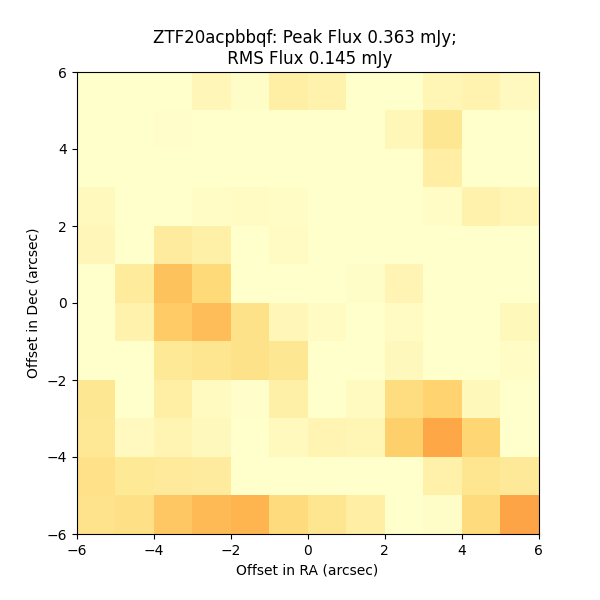 ZTF20acpbbqf: Peak Flux 0.363 mJy;
RMS Flux 0.145 mJy
6
4
2
0
−2
−4
−6
Offset in Dec (arcsec)
−6 −4 −2 0 2 4 6
Offset in RA (arcsec)